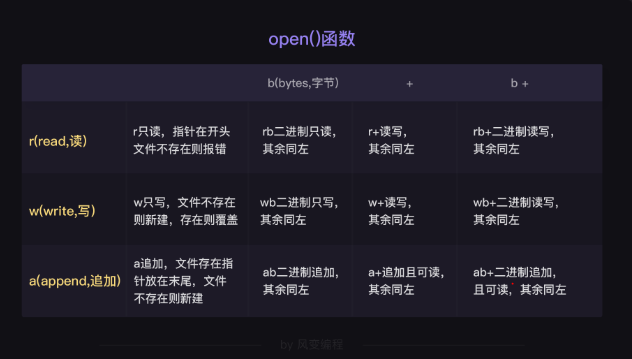 open()函数
b(bytes,字节)
+
b +
r(read,读)
r只读，指针在开头
文件不存在则报错
rb二进制只读，
其余同左
r+读写，
其余同左
rb+二进制读写，
其余同左
w(write,写)
w只写，文件不存在
则新建，存在则覆盖
wb二进制只写，
其余同左
w+读写，
其余同左
wb+二进制读写，
其余同左
a(append,追加)
a追加，文件存在指
针放在末尾，文件
不存在则新建
ab二进制追加，
其余同左
a+追加且可读，
其余同左
ab+二进制追加，
且可读，其余同左
by 风变编程